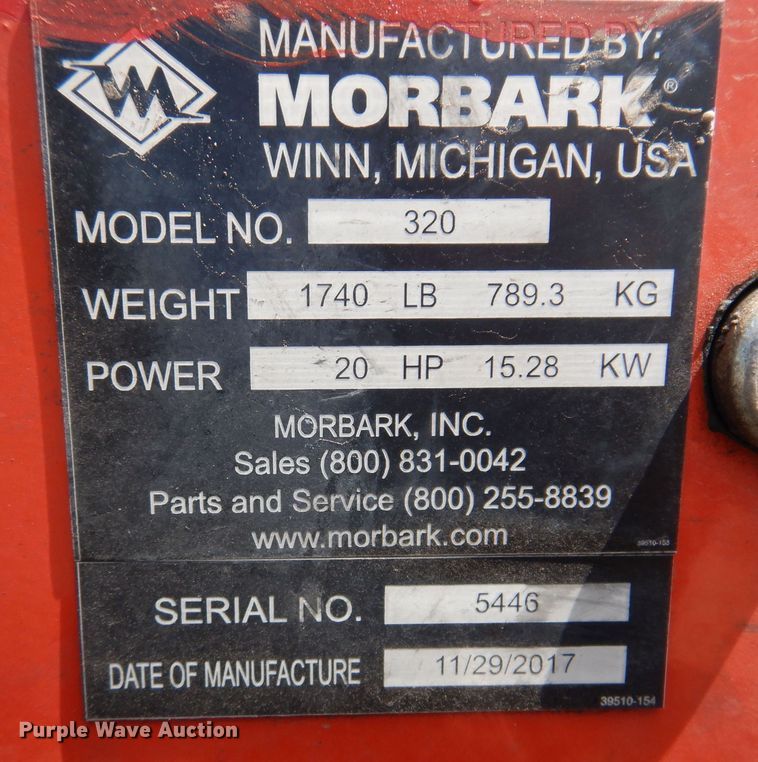 MANUFACTURED BY:
MORBARK®
WINN, MICHIGAN, USA
MODEL NO. 320
WEIGHT 1740 LB 789.3 KG
POWER 20 HP 15.28 KW
MORBARK, INC.
Sales (800) 831-0042
Parts and Service (800) 255-8839
www.morbark.com
39510-153
SERIAL NO. 5446
DATE OF MANUFACTURE 11/29/2017
39510-154
Purple Wave Auction